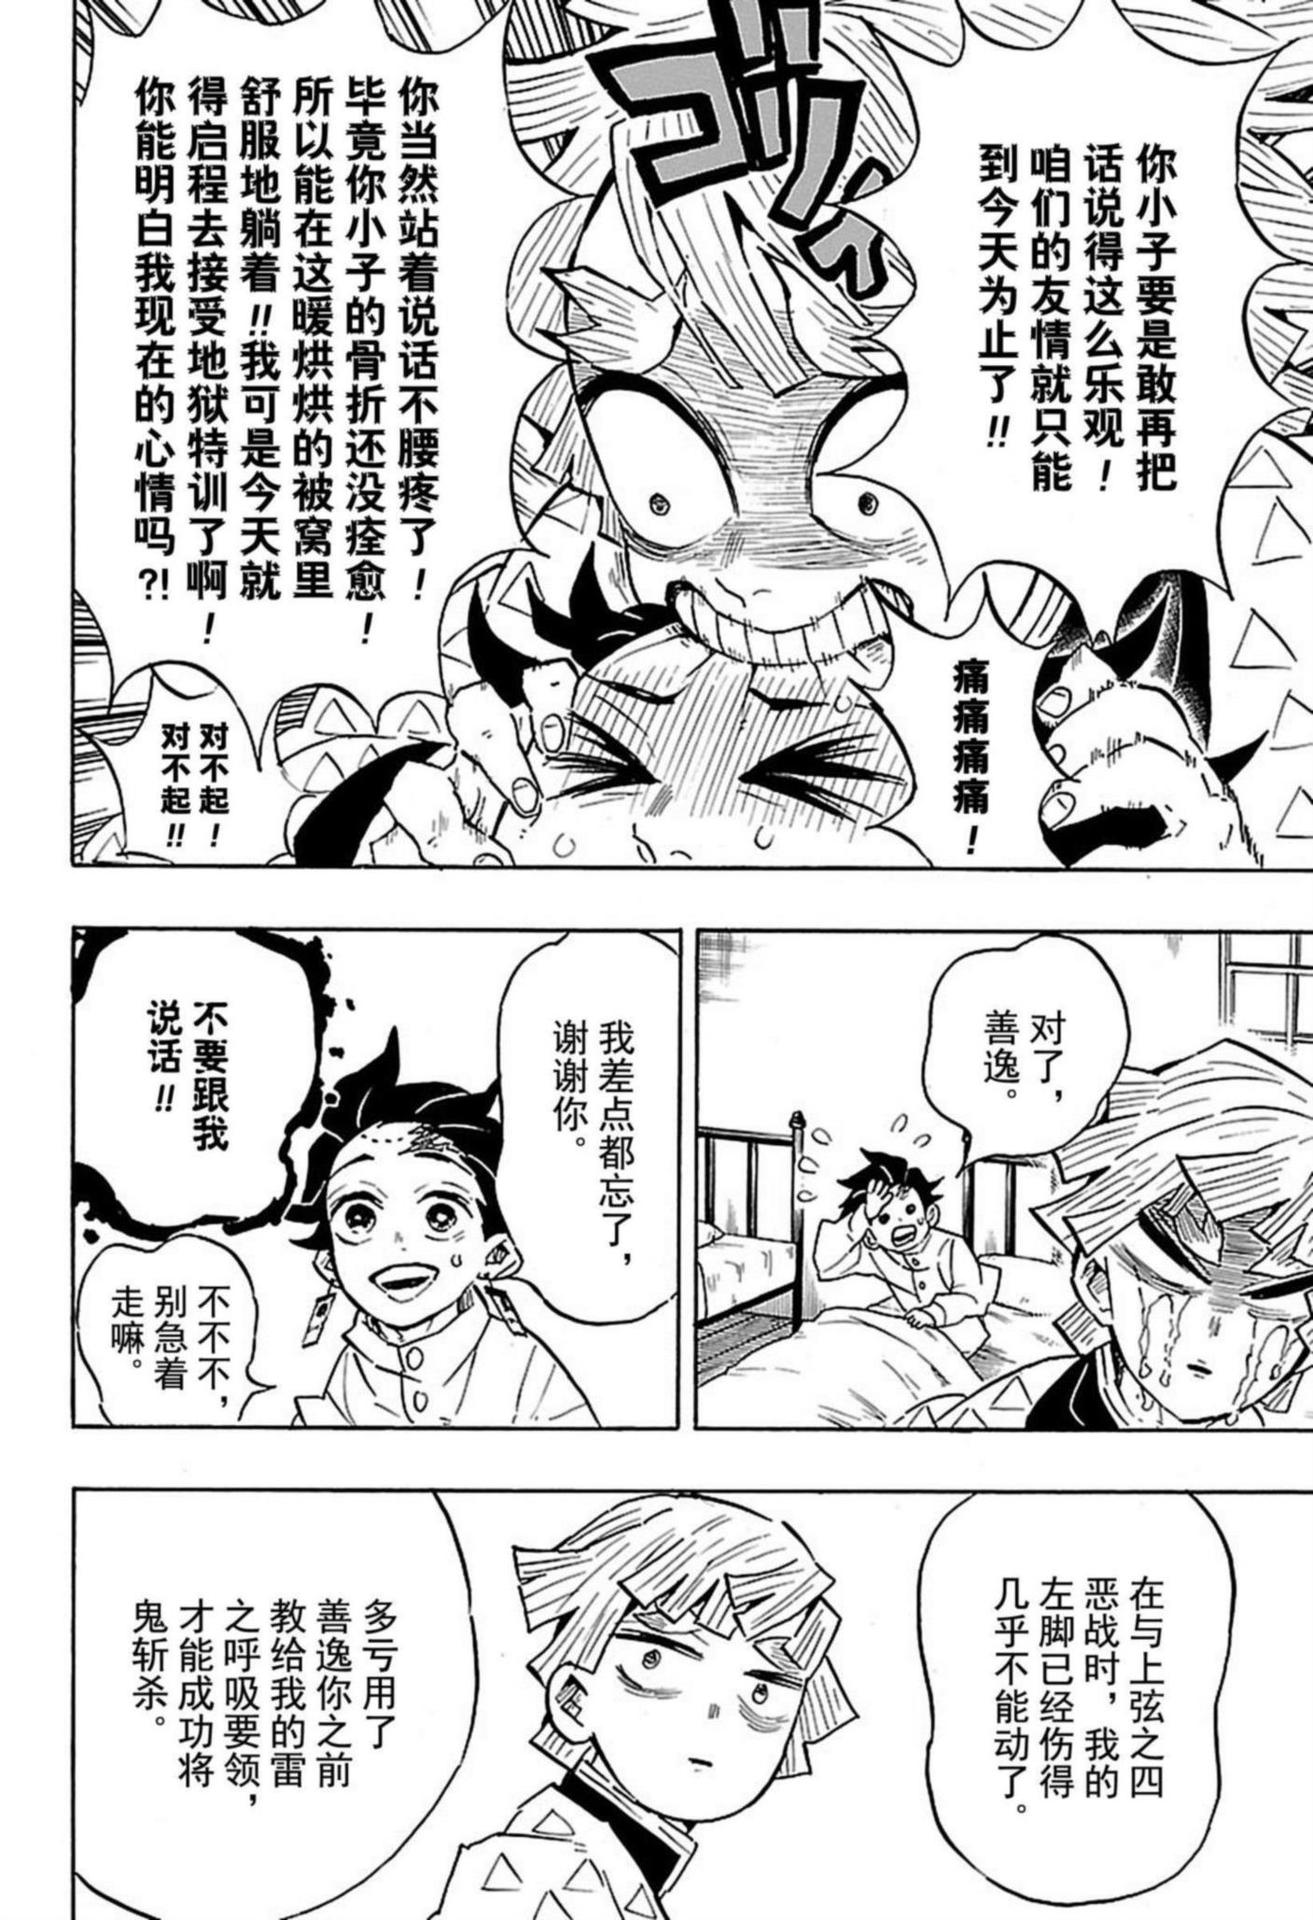 你小子要是敢再把
话说得这么乐观！
咱们的友情就只能
到今天为止了!!
ゴリィ
你当然站着说话不腰疼了！
毕竟你小子的骨折还没痊愈！
所以能在这暖烘烘的被窝里
舒服地躺着!!我可是今天就
得启程去接受地狱特训了啊！
你能明白我现在的心情吗?!
痛痛痛痛！
对不起！
对不起!!
对了，
善逸。
我差点都忘了，
谢谢你。
不要跟我
说话!!
不不不，
别急着
走嘛。
在与上弦之四
恶战时，我的
左脚已经伤得
几乎不能动了。
多亏用了
善逸你之前
教给我的雷
之呼吸要领，
才能成功将
鬼斩杀。